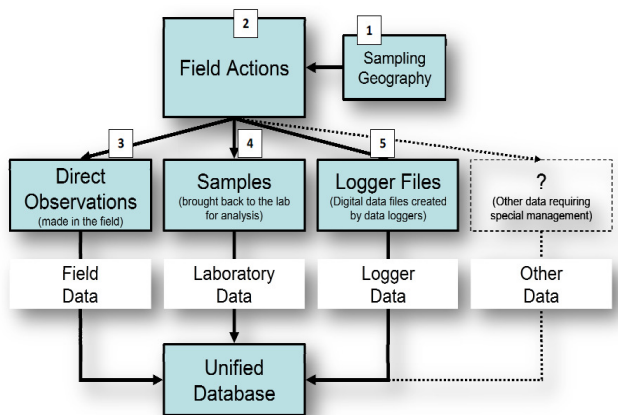 2
1
Field Actions
Sampling
Geography
3
4
5
Direct
Observations
(made in the field)
Samples
(brought back to the lab
for analysis)
Logger Files
(Digital data files created
by data loggers)
?
(Other data requiring
special management)
Field
Data
Laboratory
Data
Logger
Data
Other
Data
Unified
Database